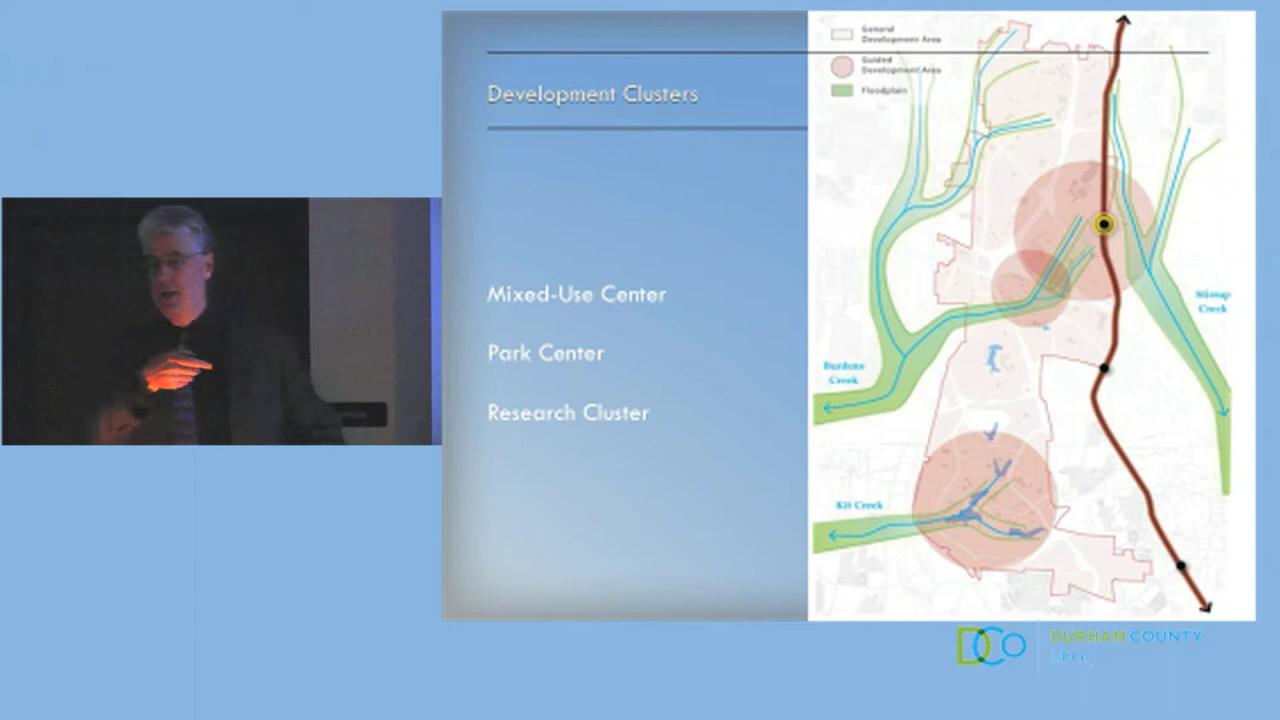 Development Clusters
Mixed-Use Center
Park Center
Research Cluster
General
Development Area
Guided
Development Area
Floodplain
Stirrup
Creek
Burdens
Creek
Kit Creek
DCo
DURHAM COUNTY
Library